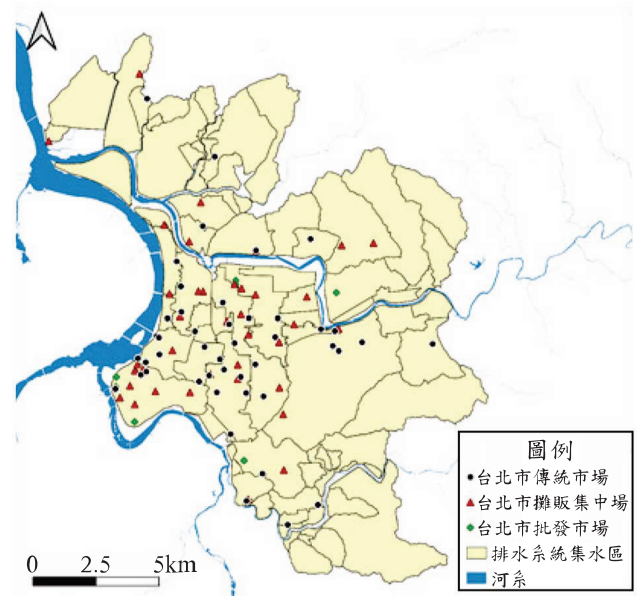 圖例
台北市傳統市場
台北市攤販集中場
台北市批發市場
排水系統集水區
河系
0 2.5 5km